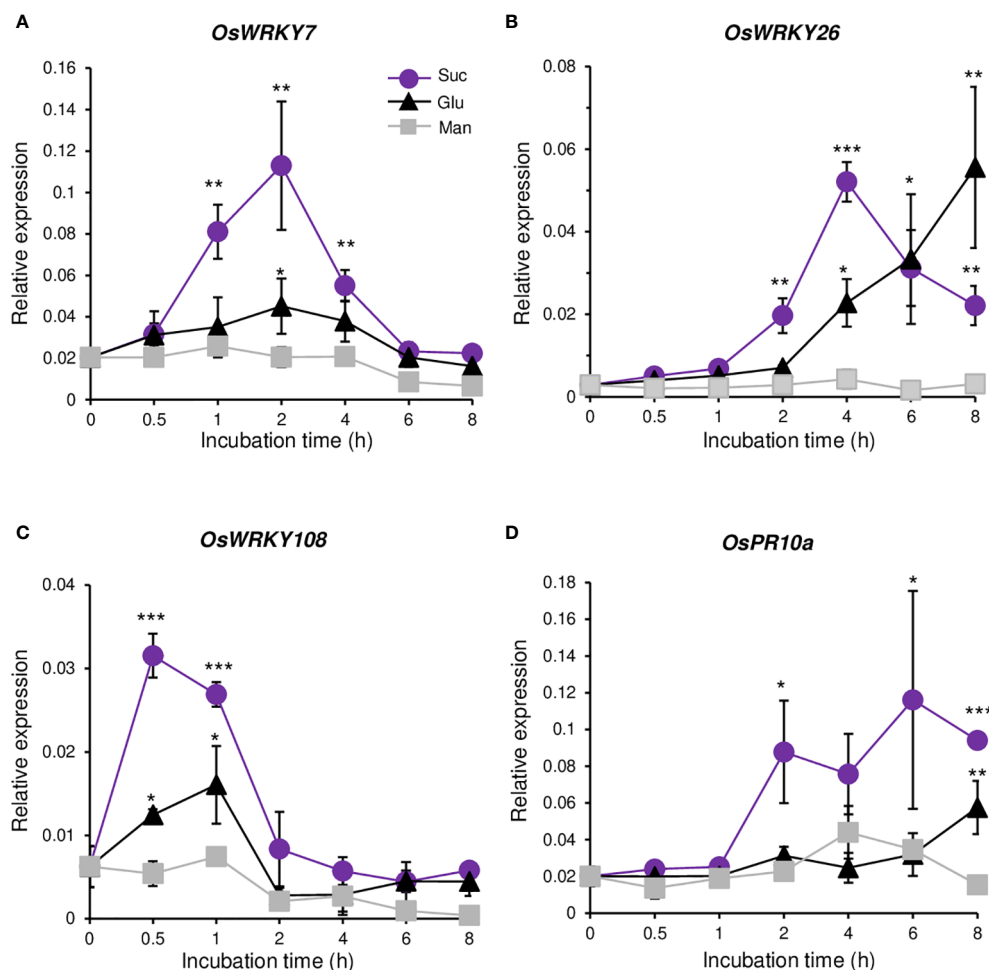 A
OsWRKY7
Relative expression
0.16
0.14
0.12
0.1
0.08
0.06
0.04
0.02
0
** ** ** *
Suc
Glu
Man
0 0.5 1 2 4 6 8
Incubation time (h)
B
OsWRKY26
Relative expression
0.08
0.06
0.04
0.02
0
** *** * ** * **
0 0.5 1 2 4 6 8
Incubation time (h)
C
OsWRKY108
Relative expression
0.04
0.03
0.02
0.01
0
*** *** * *
0 0.5 1 2 4 6 8
Incubation time (h)
D
OsPR10a
Relative expression
0.18
0.16
0.14
0.12
0.1
0.08
0.06
0.04
0.02
0
* * *** **
0 0.5 1 2 4 6 8
Incubation time (h)